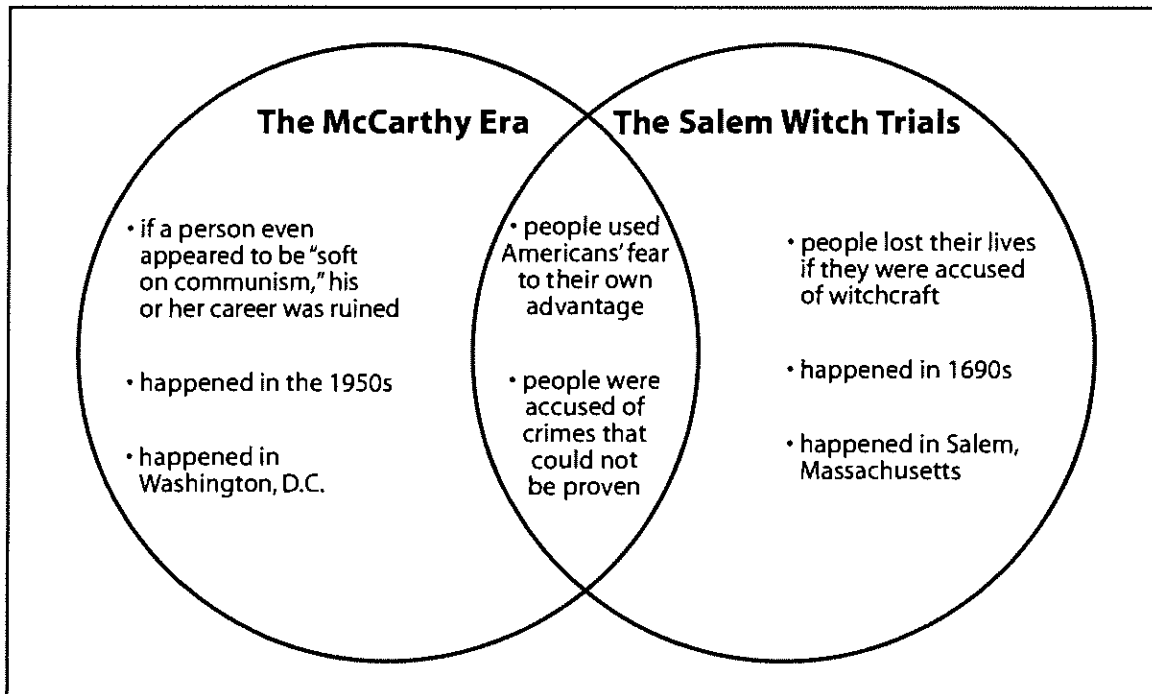 The McCarthy Era
• if a person even
appeared to be "soft
on communism," his
or her career was ruined
• happened in the 1950s
• happened in
Washington, D.C.
• people used
Americans' fear
to their own
advantage
• people were
accused of
crimes that
could not
be proven
The Salem Witch Trials
• people lost their lives
if they were accused
of witchcraft
• happened in 1690s
• happened in Salem,
Massachusetts